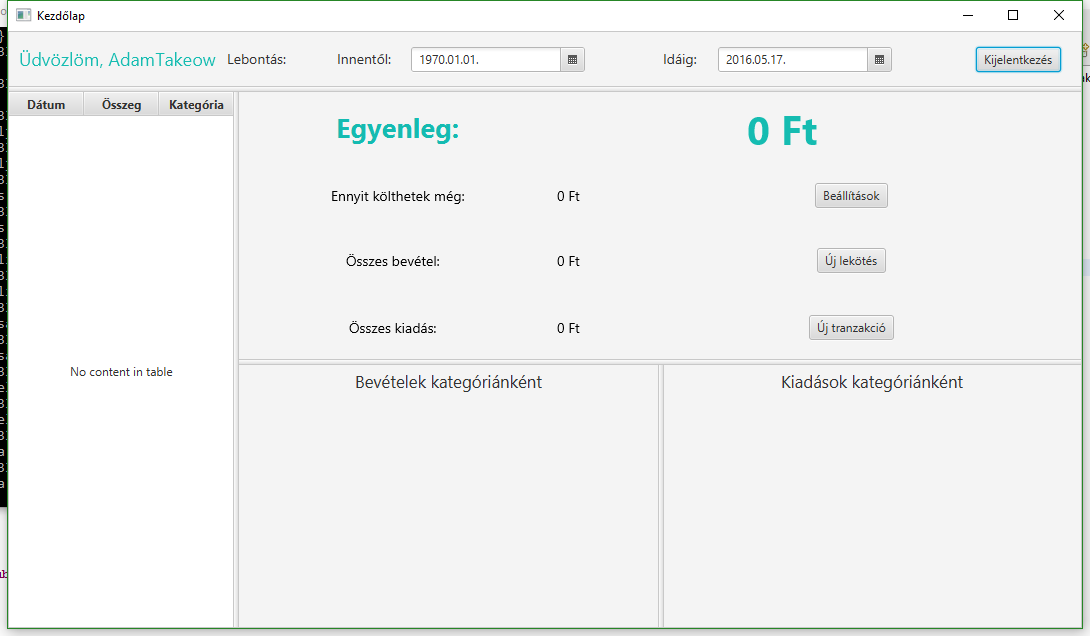 Kezdőlap
Üdvözlöm, AdamTakeow Lebontás: Innentől: 1970.01.01. Idáig: 2016.05.17. Kijelentkezés
Dátum Összeg Kategória
Egyenleg: 0 Ft
Ennyit költhetek még: 0 Ft Beállítások
Összes bevétel: 0 Ft Új lekötés
Összes kiadás: 0 Ft Új tranzakció
No content in table
Bevételek kategóriánként Kiadások kategóriánként